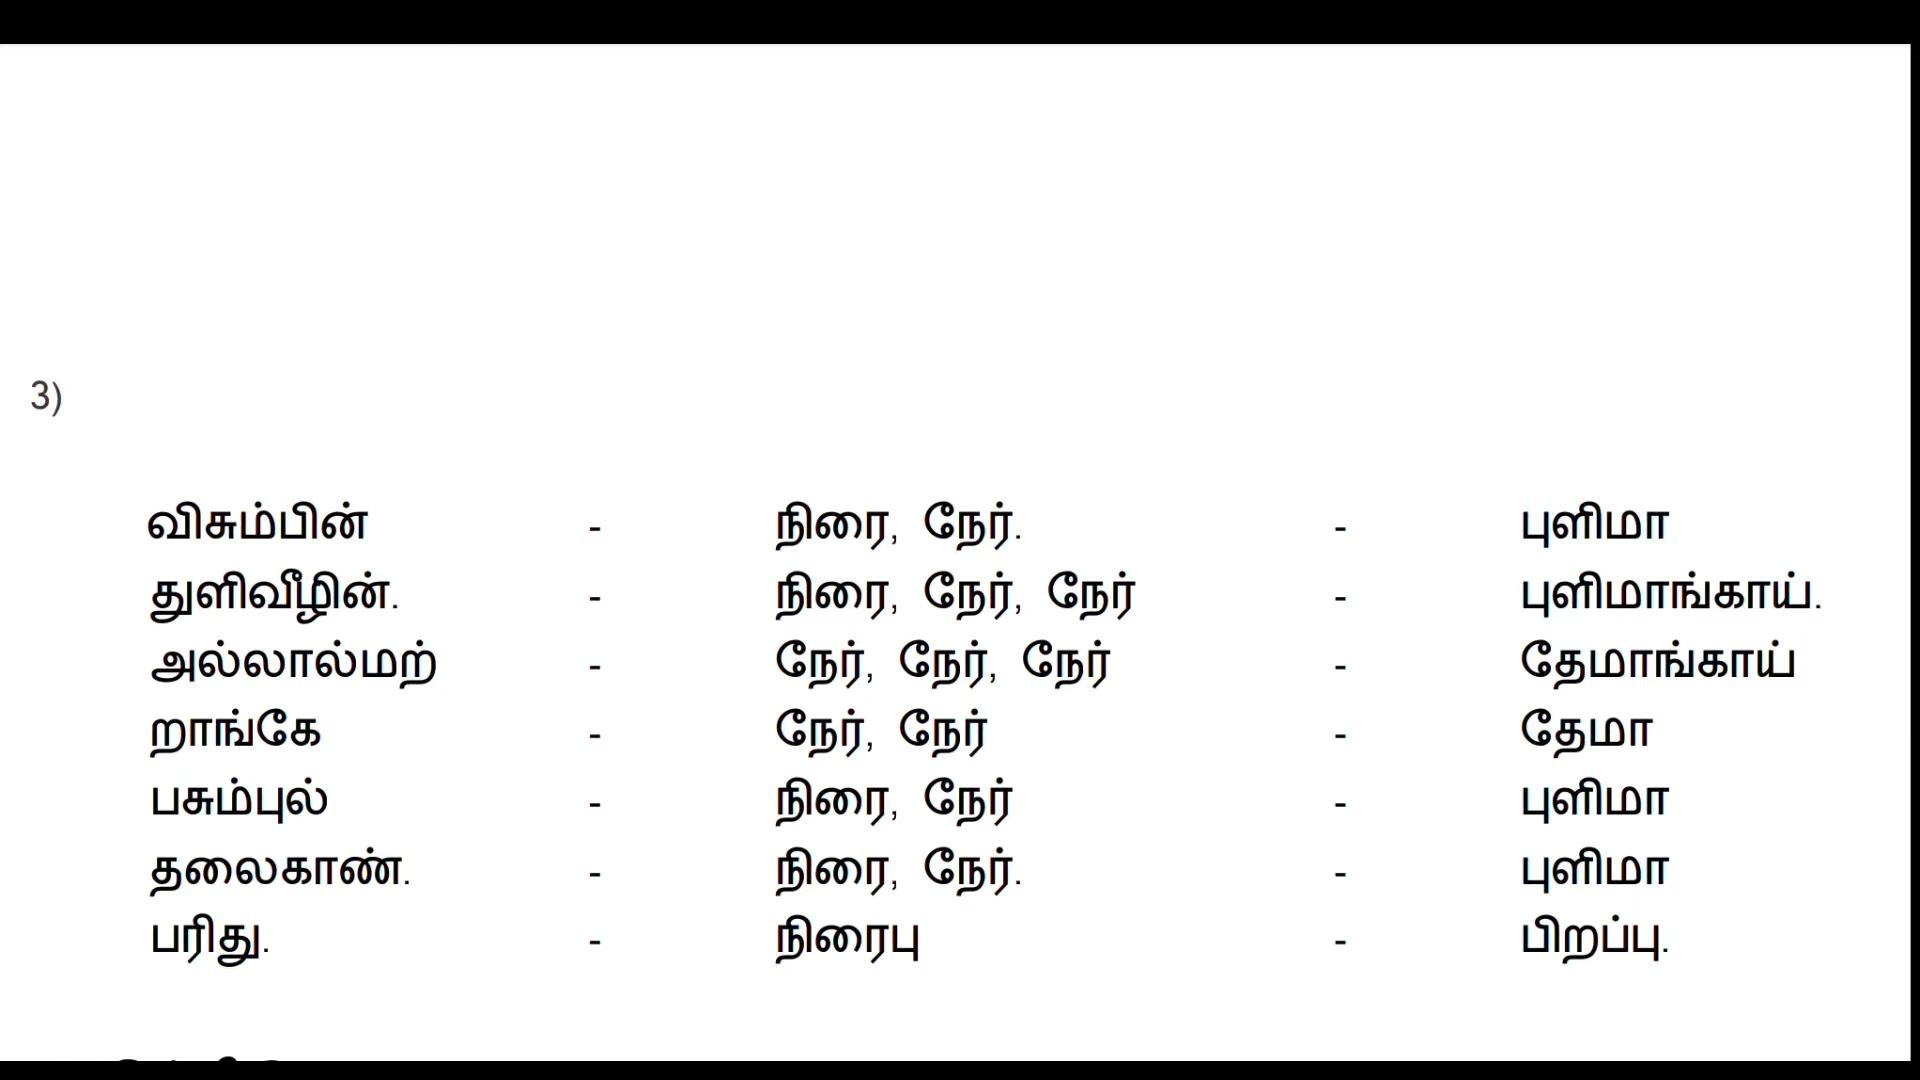 3)
விசும்பின் - நிரை, நேர். - புளிமா
துளிவீழின். - நிரை, நேர், நேர் - புளிமாங்காய்.
அல்லால்மற் - நேர், நேர், நேர் - தேமாங்காய்
றாங்கே - நேர், நேர் - தேமா
பசும்புல் - நிரை, நேர் - புளிமா
தலைகாண். - நிரை, நேர். - புளிமா
பரிது. - நிரைபு - பிறப்பு.